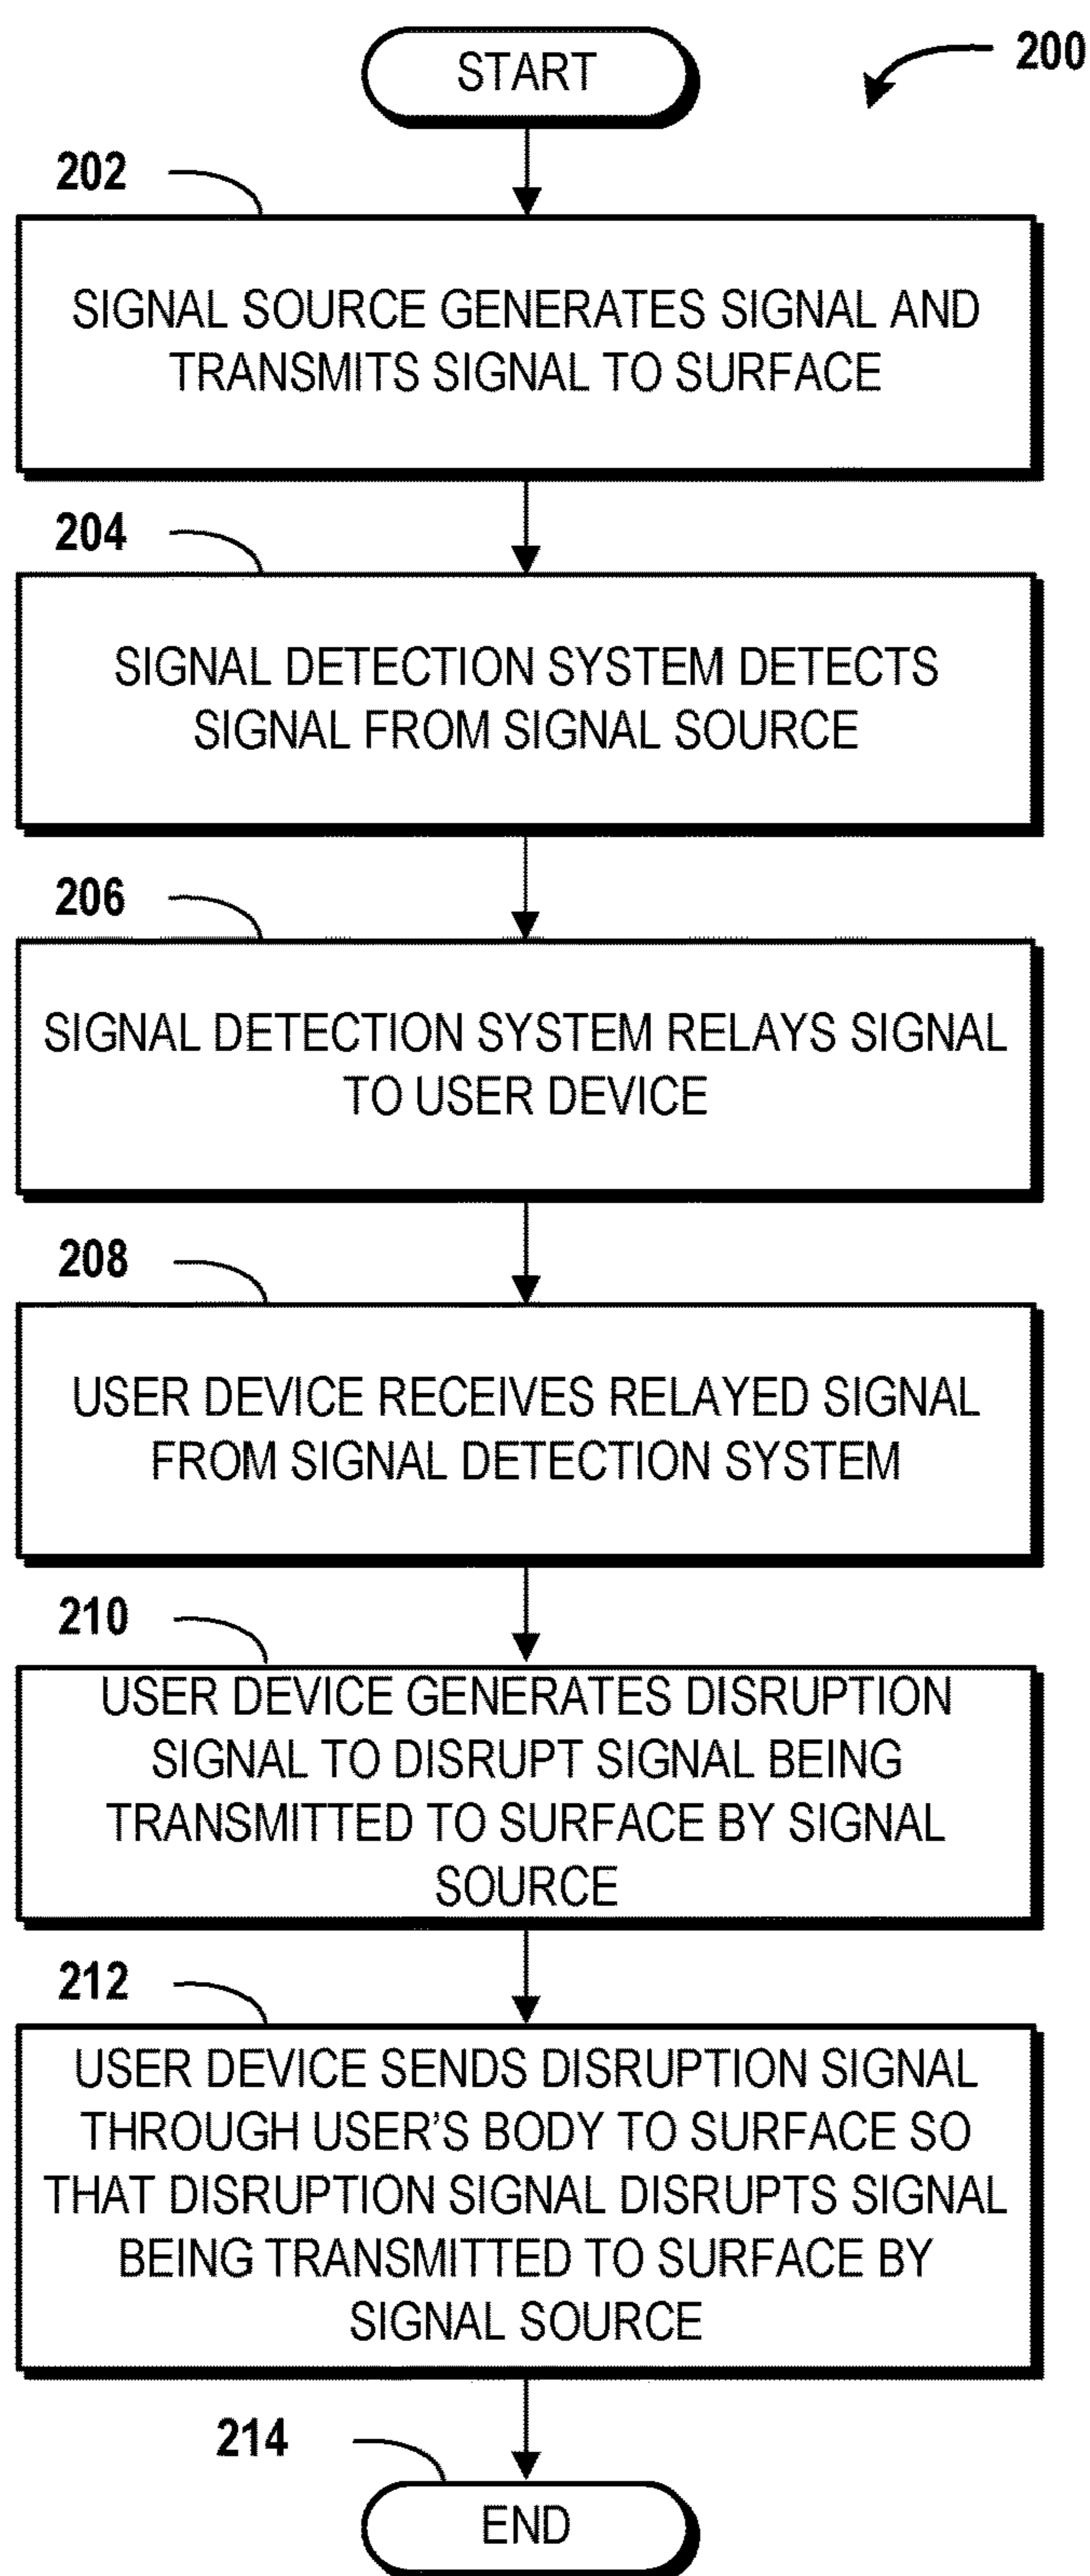 START
200
202
SIGNAL SOURCE GENERATES SIGNAL AND
TRANSMITS SIGNAL TO SURFACE
204
SIGNAL DETECTION SYSTEM DETECTS
SIGNAL FROM SIGNAL SOURCE
206
SIGNAL DETECTION SYSTEM RELAYS SIGNAL
TO USER DEVICE
208
USER DEVICE RECEIVES RELAYED SIGNAL
FROM SIGNAL DETECTION SYSTEM
210
USER DEVICE GENERATES DISRUPTION
SIGNAL TO DISRUPT SIGNAL BEING
TRANSMITTED TO SURFACE BY SIGNAL
SOURCE
212
USER DEVICE SENDS DISRUPTION SIGNAL
THROUGH USER’S BODY TO SURFACE SO
THAT DISRUPTION SIGNAL DISRUPTS SIGNAL
BEING TRANSMITTED TO SURFACE BY
SIGNAL SOURCE
214
END